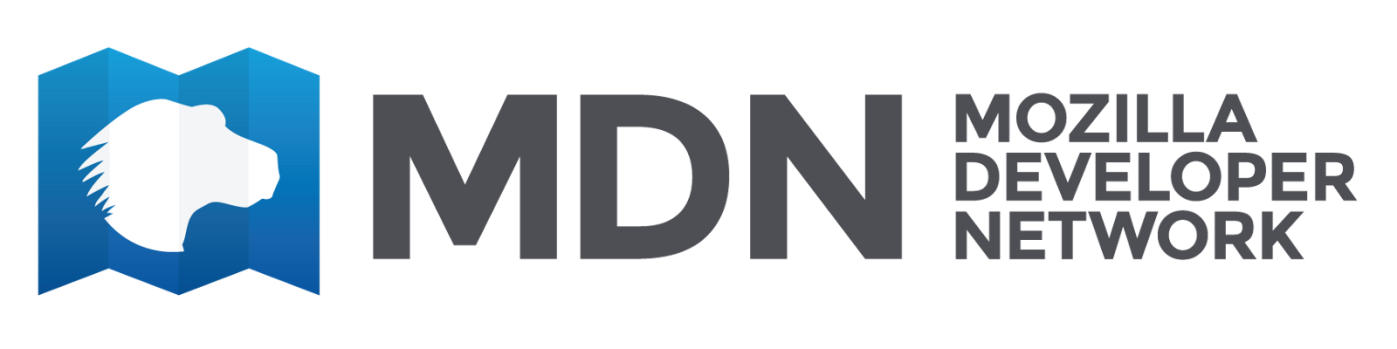 MDN
MOZILLA
DEVELOPER
NETWORK